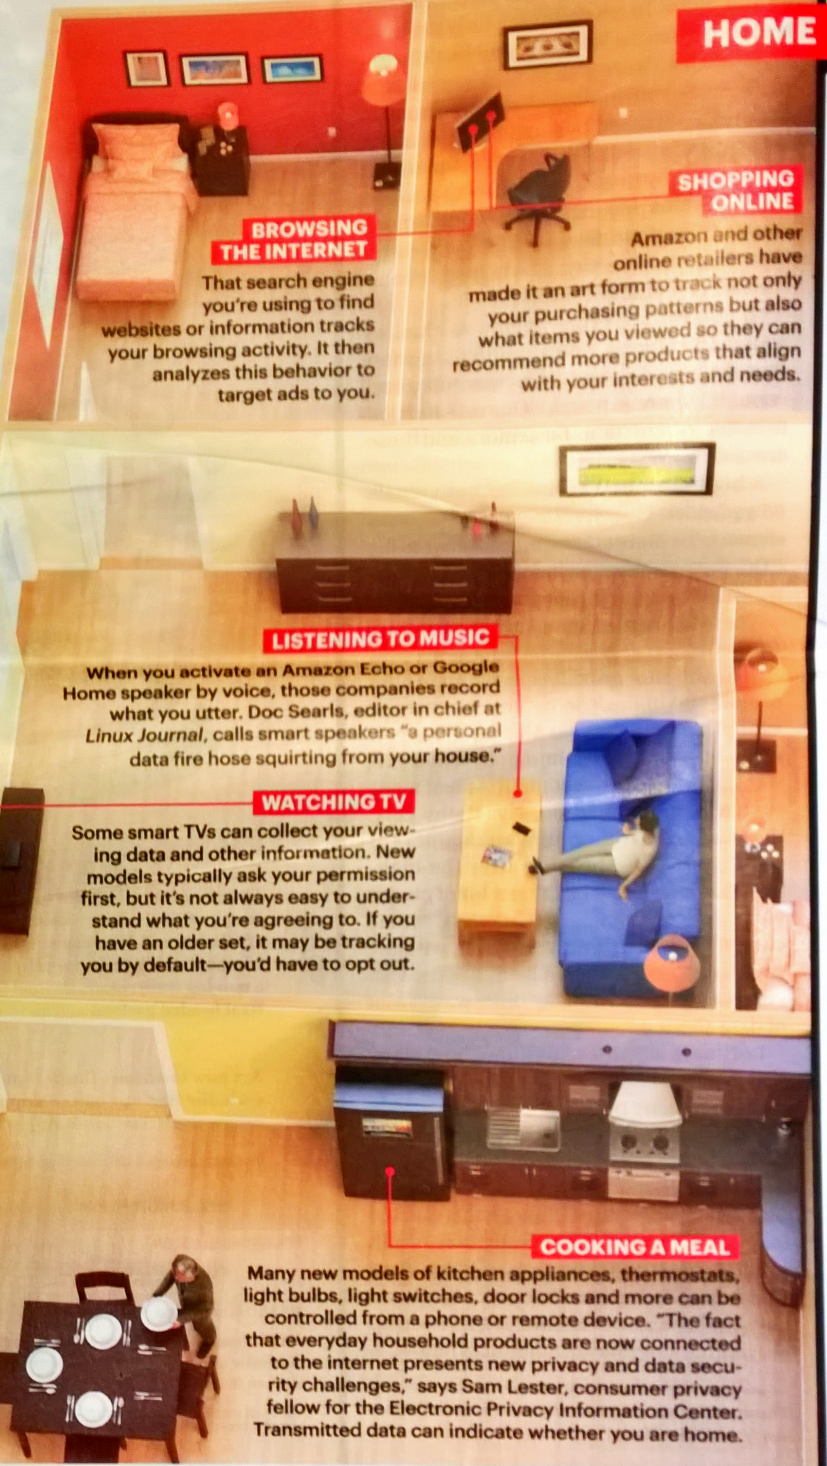 HOME
BROWSING
THE INTERNET
That search engine
you're using to find
websites or information tracks
your browsing activity. It then
analyzes this behavior to
target ads to you.
SHOPPING
ONLINE
Amazon and other
online retailers have
made it an art form to track not only
your purchasing patterns but also
what items you viewed so they can
recommend more products that align
with your interests and needs.
LISTENING TO MUSIC
When you activate an Amazon Echo or Google
Home speaker by voice, those companies record
what you utter. Doc Searls, editor in chief at
Linux Journal, calls smart speakers "a personal
data fire hose squirting from your house."
WATCHING TV
Some smart TVs can collect your view-
ing data and other information. New
models typically ask your permission
first, but it's not always easy to under-
stand what you're agreeing to. If you
have an older set, it may be tracking
you by default—you'd have to opt out.
COOKING A MEAL
Many new models of kitchen appliances, thermostats,
light bulbs, light switches, door locks and more can be
controlled from a phone or remote device. "The fact
that everyday household products are now connected
to the internet presents new privacy and data secu-
rity challenges," says Sam Lester, consumer privacy
fellow for the Electronic Privacy Information Center.
Transmitted data can indicate whether you are home.